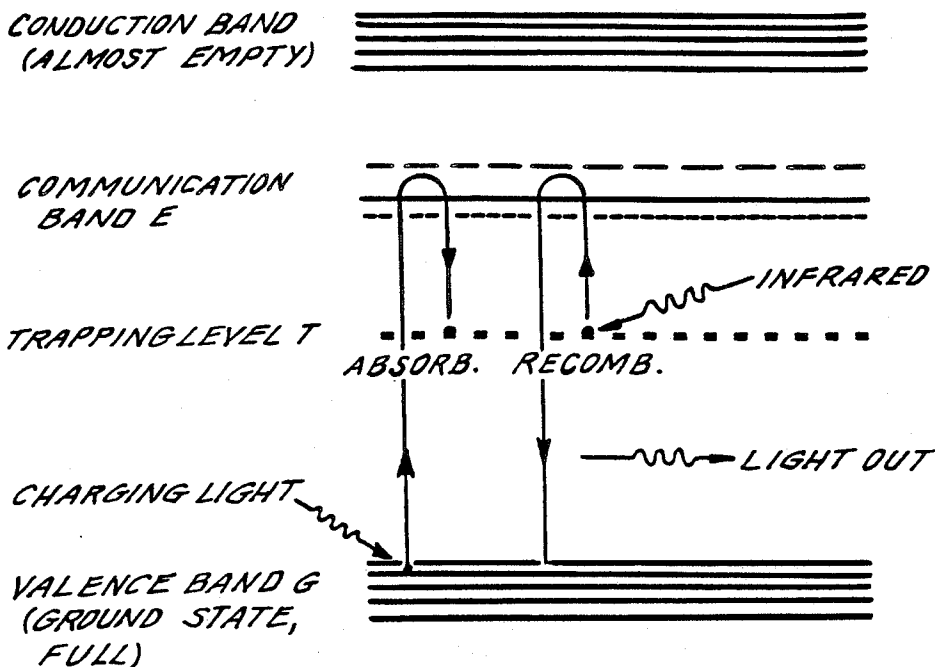 CONDUCTION BAND
(ALMOST EMPTY)
COMMUNICATION
BAND E
INFRARED
TRAPPING LEVEL T
ABSORB. RECOMB.
LIGHT OUT
CHARGING LIGHT
VALENCE BAND G
(GROUND STATE,
FULL)